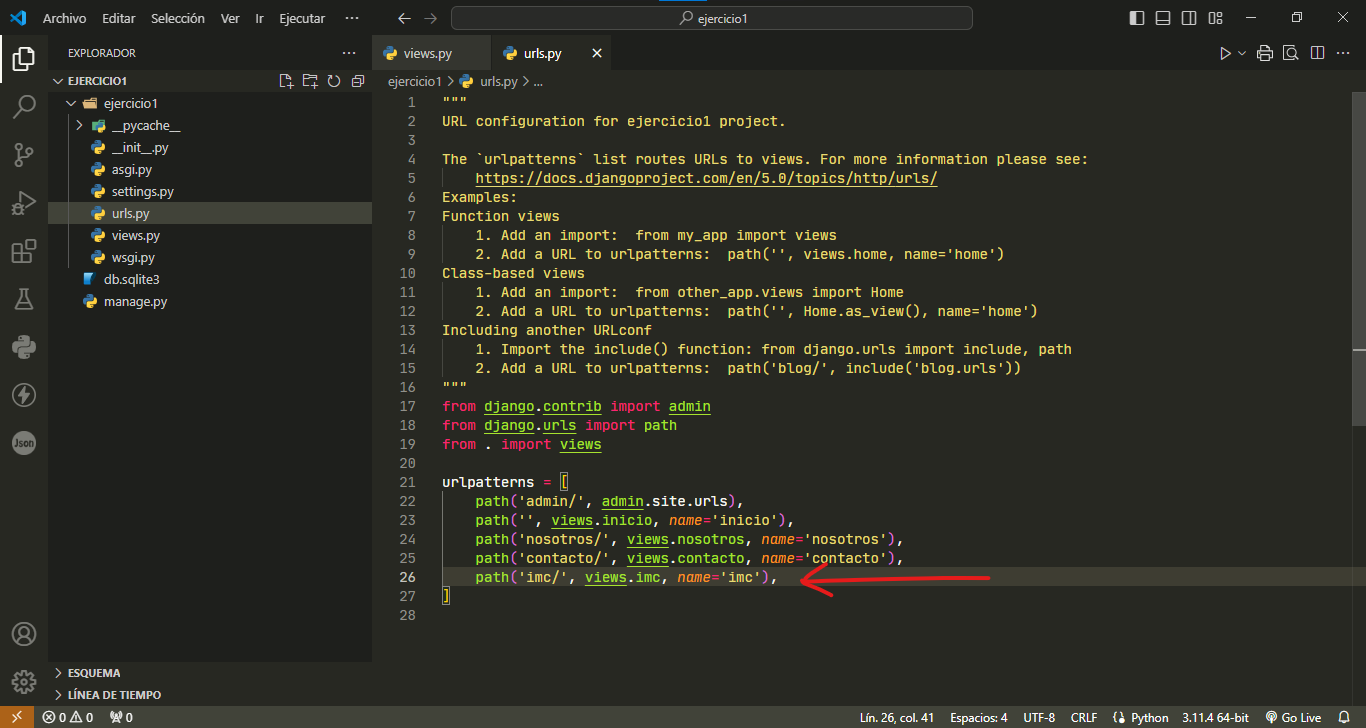 Archivo Editar Selección Ver Ir Ejecutar ··· ejercicio1
EXPLORADOR ···
EJERCICIO1
ejercicio1
__pycache__
__init__.py
asgi.py
settings.py
urls.py
views.py
wsgi.py
db.sqlite3
manage.py
ESQUEMA
LÍNEA DE TIEMPO
Json
views.py urls.py
ejercicio1 > urls.py > ...
1 """
2 URL configuration for ejercicio1 project.
3
4 The `urlpatterns` list routes URLs to views. For more information please see:
5     https://docs.djangoproject.com/en/5.0/topics/http/urls/
6 Examples:
7 Function views
8     1. Add an import:  from my_app import views
9     2. Add a URL to urlpatterns:  path('', views.home, name='home')
10 Class-based views
11     1. Add an import:  from other_app.views import Home
12     2. Add a URL to urlpatterns:  path('', Home.as_view(), name='home')
13 Including another URLconf
14     1. Import the include() function: from django.urls import include, path
15     2. Add a URL to urlpatterns:  path('blog/', include('blog.urls'))
16 """
17 from django.contrib import admin
18 from django.urls import path
19 from . import views
20
21 urlpatterns = [
22     path('admin/', admin.site.urls),
23     path('', views.inicio, name='inicio'),
24     path('nosotros/', views.nosotros, name='nosotros'),
25     path('contacto/', views.contacto, name='contacto'),
26     path('imc/', views.imc, name='imc'),
27 ]
28
0 0 0 Lín. 26, col. 41 Espacios: 4 UTF-8 CRLF Python 3.11.4 64-bit Go Live